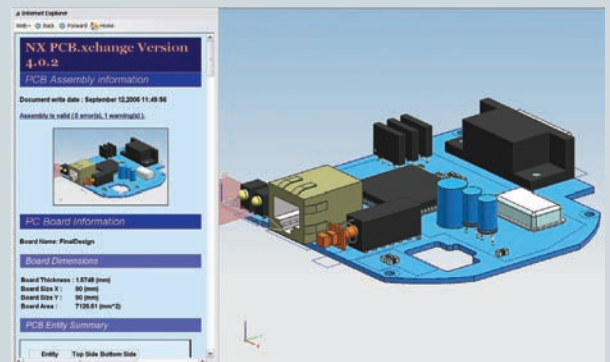 Internet Explorer
Web Back Forward Home
NX PCB.xchange Version
4.0.2
PCB Assembly information
Document write date : September 12,2006 11:49:56
Assembly is valid ( 0 error(s), 1 warning(s) ).
PC Board Information
Board Name: FinalDesign
Board Dimensions
Board Thickness : 1.5748 (mm)
Board Size X : 90 (mm)
Board Size Y : 90 (mm)
Board Area : 7126.61 (mm^2)
PCB Entity Summary
Entity Top Side Bottom Side